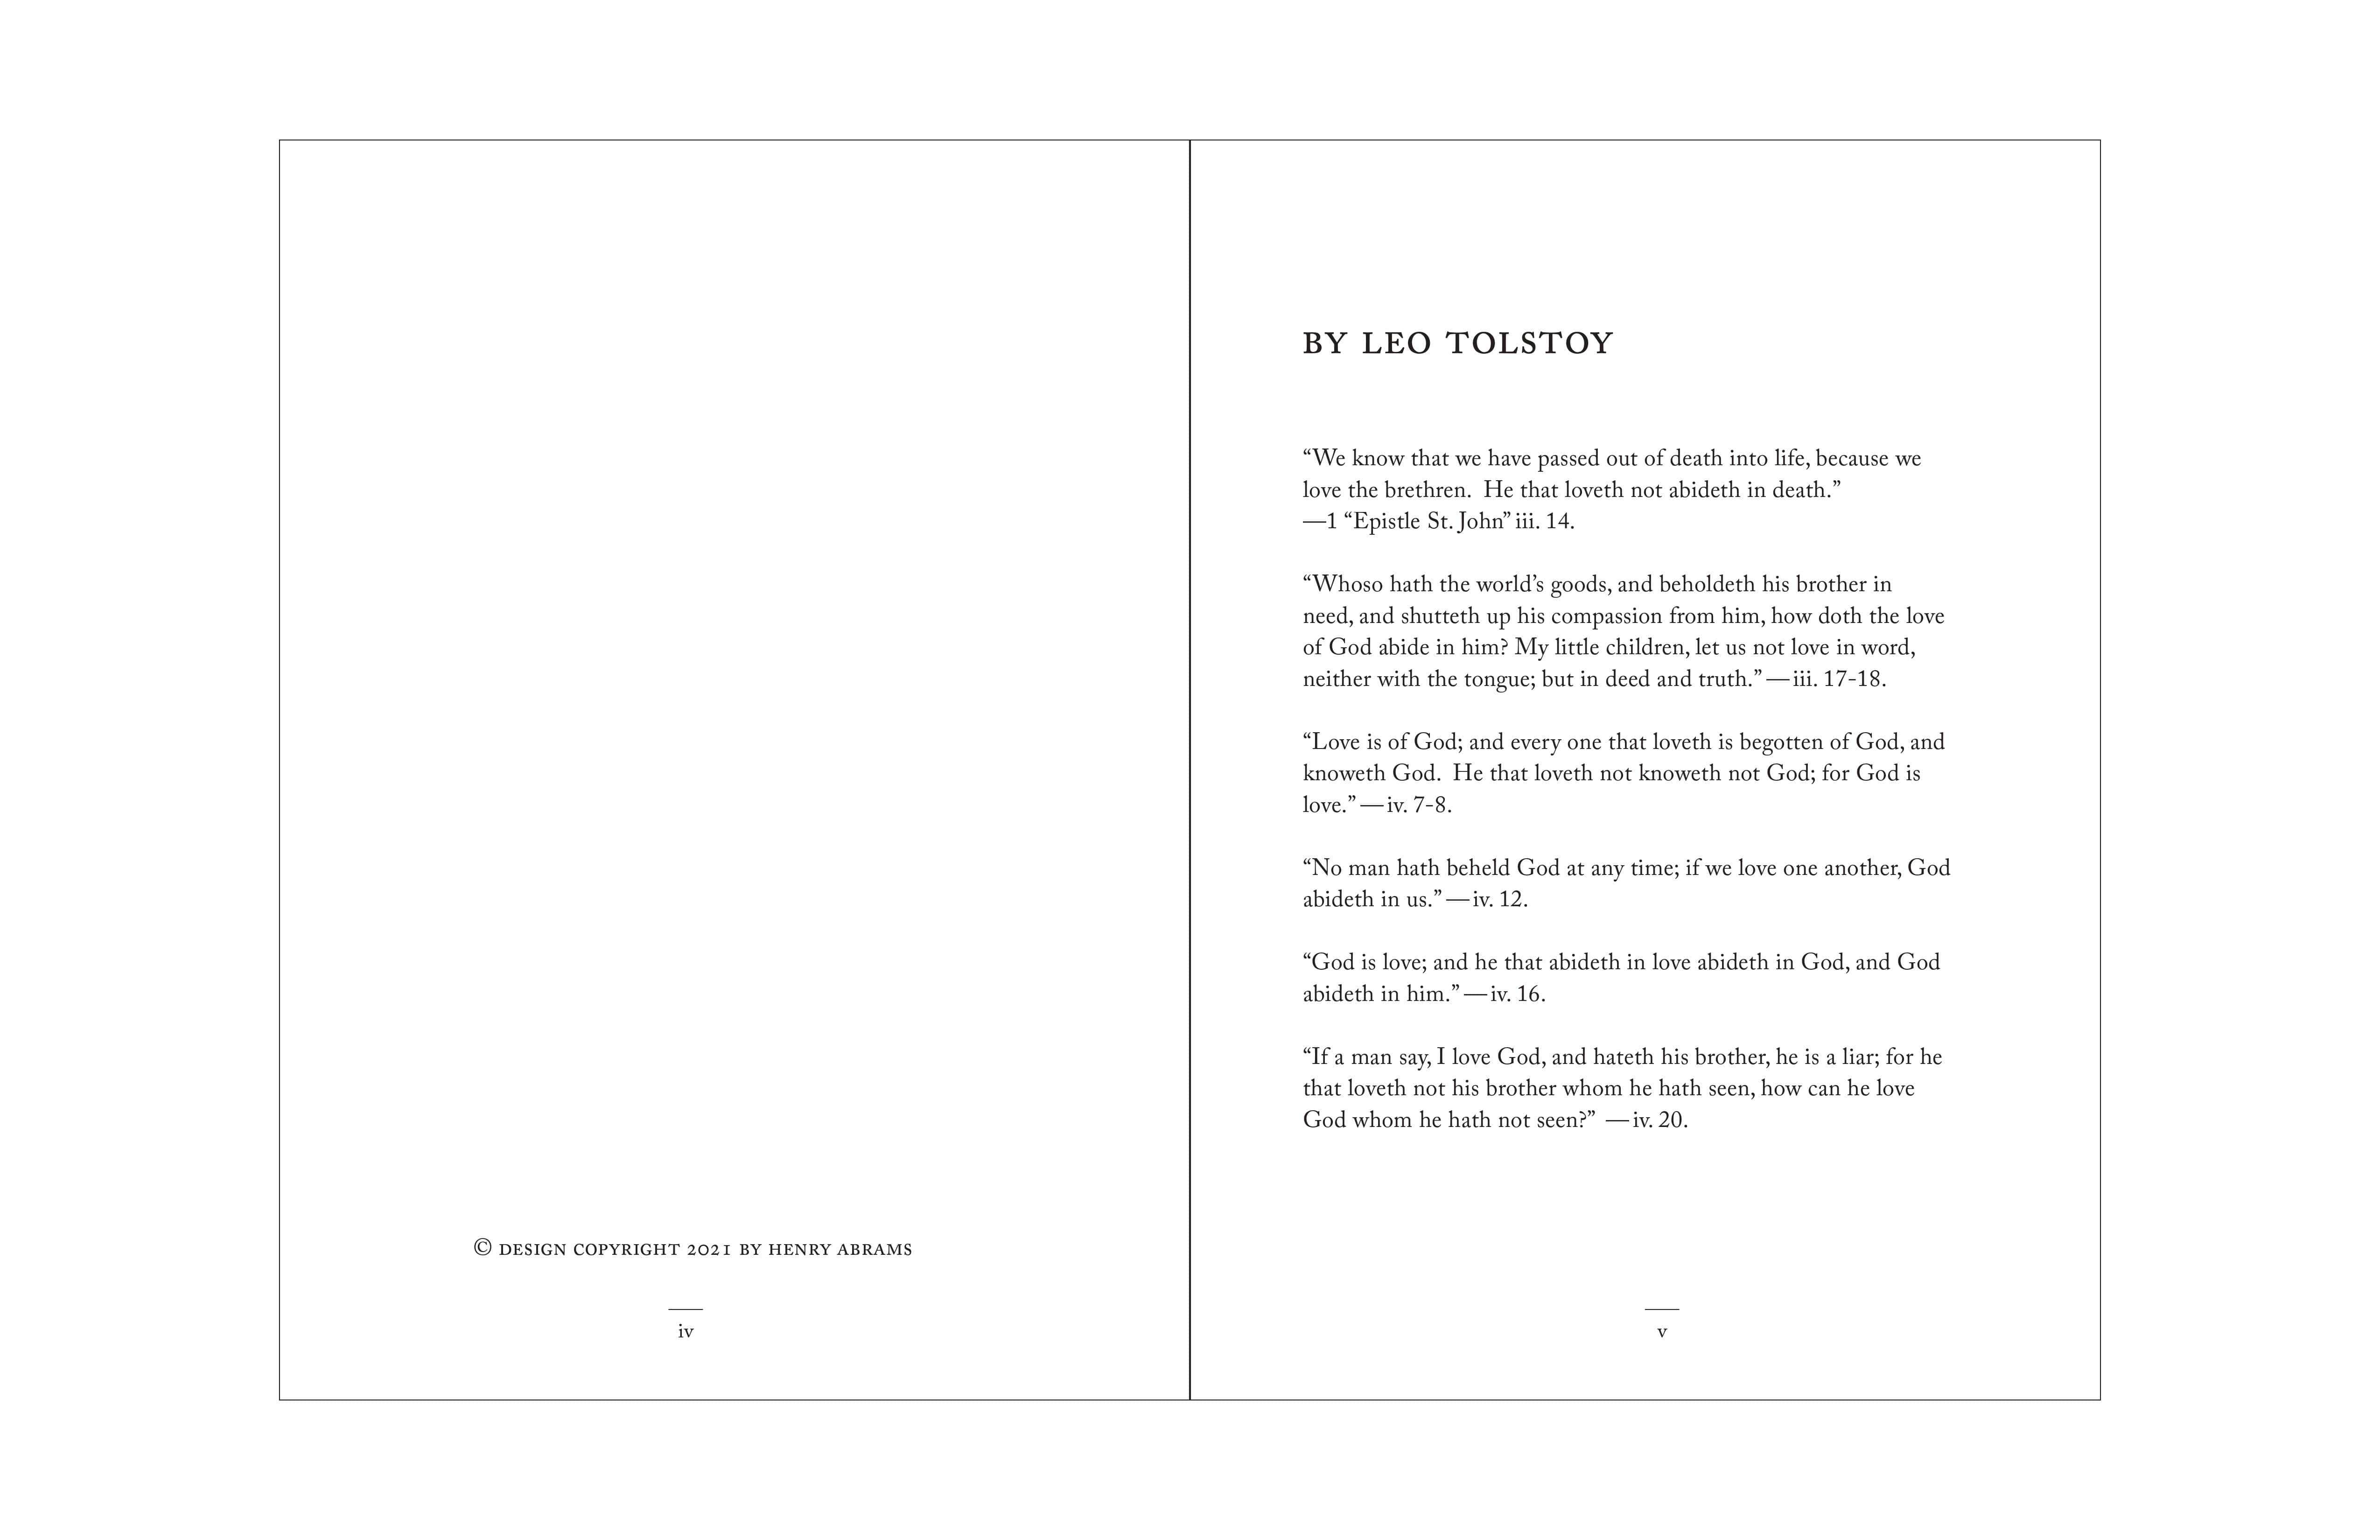 © DESIGN COPYRIGHT 2021 BY HENRY ABRAMS
iv
BY LEO TOLSTOY
“We know that we have passed out of death into life, because we
love the brethren.  He that loveth not abideth in death.”
—1 “Epistle St. John” iii. 14.
“Whoso hath the world’s goods, and beholdeth his brother in
need, and shutteth up his compassion from him, how doth the love
of God abide in him? My little children, let us not love in word,
neither with the tongue; but in deed and truth.” — iii. 17-18.
“Love is of God; and every one that loveth is begotten of God, and
knoweth God.  He that loveth not knoweth not God; for God is
love.” — iv. 7-8.
“No man hath beheld God at any time; if we love one another, God
abideth in us.” — iv. 12.
“God is love; and he that abideth in love abideth in God, and God
abideth in him.” — iv. 16.
“If a man say, I love God, and hateth his brother, he is a liar; for he
that loveth not his brother whom he hath seen, how can he love
God whom he hath not seen?”  — iv. 20.
v